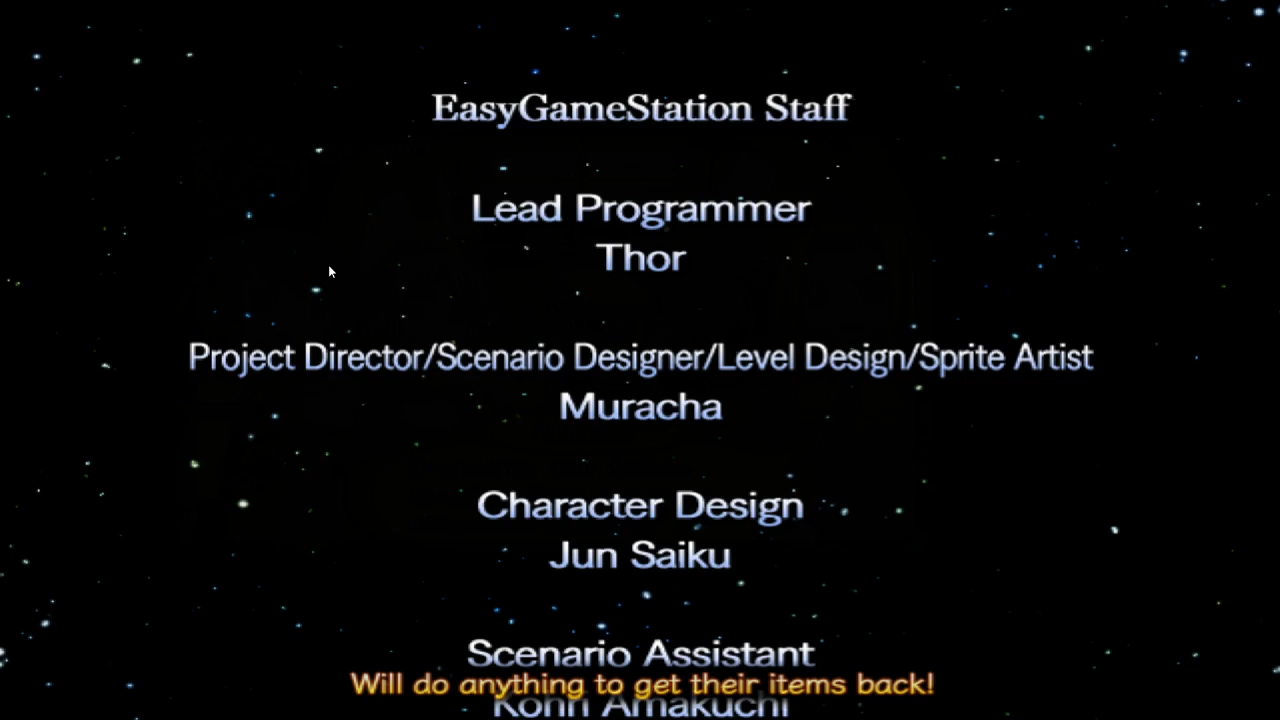 EasyGameStation Staff
Lead Programmer
Thor
Project Director/Scenario Designer/Level Design/Sprite Artist
Muracha
Character Design
Jun Saiku
Scenario Assistant
Will do anything to get their items back!
Amakuchi